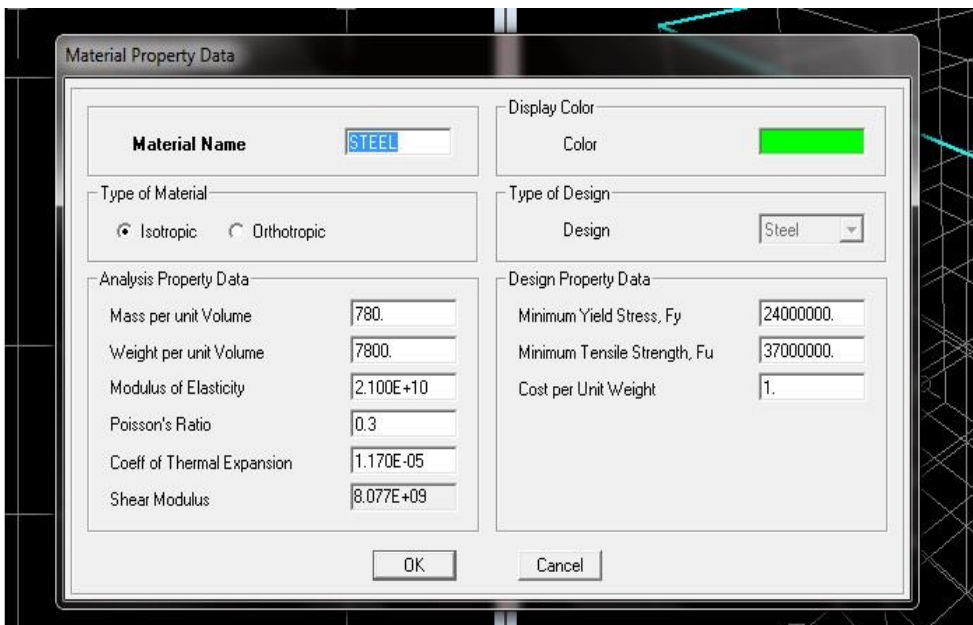 Material Property Data
Material Name STEEL
Display Color
Color
Type of Material
Isotropic Orthotropic
Type of Design
Design Steel
Analysis Property Data
Mass per unit Volume 780.
Weight per unit Volume 7800.
Modulus of Elasticity 2.100E+10
Poisson's Ratio 0.3
Coeff of Thermal Expansion 1.170E-05
Shear Modulus 8.077E+09
Design Property Data
Minimum Yield Stress, Fy 24000000.
Minimum Tensile Strength, Fu 37000000.
Cost per Unit Weight 1.
OK Cancel